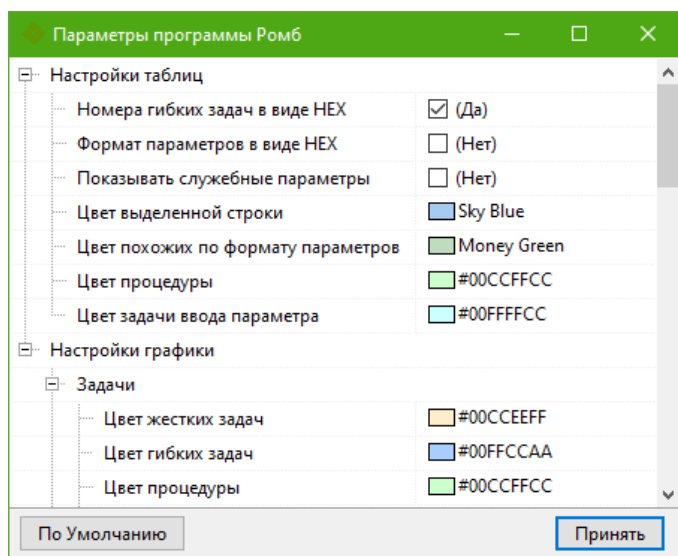 Параметры программы Ромб
Настройки таблиц
Номера гибких задач в виде HEX (Да)
Формат параметров в виде HEX (Нет)
Показывать служебные параметры (Нет)
Цвет выделенной строки Sky Blue
Цвет похожих по формату параметров Money Green
Цвет процедуры #00CCFFCC
Цвет задачи ввода параметра #00FFFFCC
Настройки графики
Задачи
Цвет жестких задач #00CCEEFF
Цвет гибких задач #00FFCCAA
Цвет процедуры #00CCFFCC
По Умолчанию Принять